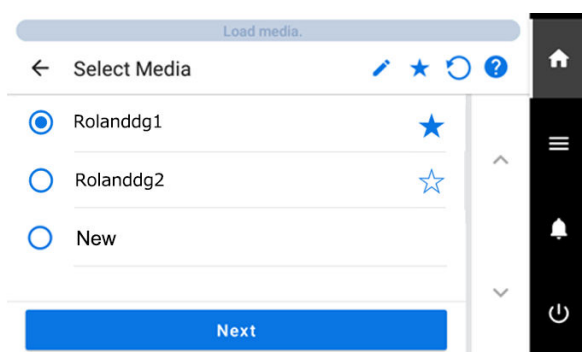 Load media.
Select Media
Rolanddg1
Rolanddg2
New
Next